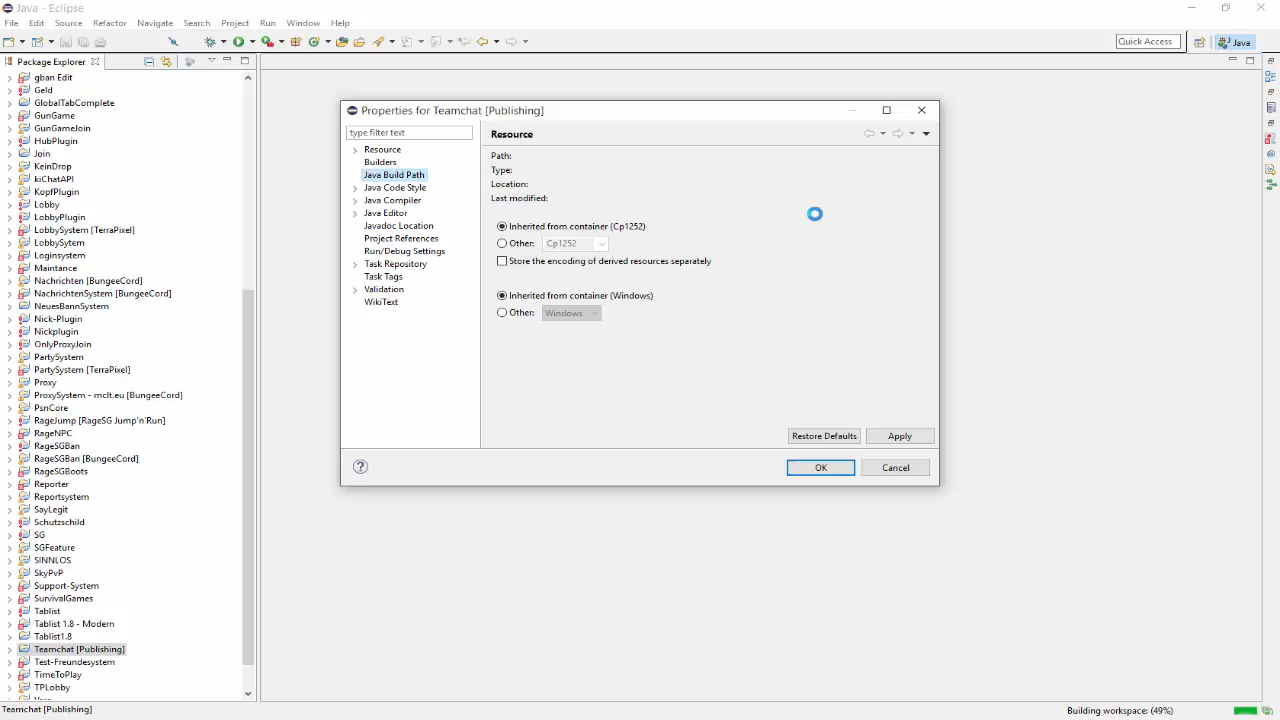 Java - Eclipse
File Edit Source Refactor Navigate Search Project Run Window Help
Quick Access
Java
Package Explorer
gban Edit
Geld
GlobalTabComplete
GunGame
GunGameJoin
HubPlugin
Join
KeinDrop
kiChatAPI
KopfPlugin
Lobby
LobbyPlugin
LobbySystem [TerraPixel]
LobbySytem
Loginsystem
Maintance
Nachrichten [BungeeCord]
NachrichtenSystem [BungeeCord]
NeuesBannSystem
Nick-Plugin
Nickplugin
OnlyProxyJoin
PartySystem
PartySystem [TerraPixel]
Proxy
ProxySystem - mclt.eu [BungeeCord]
PsnCore
RageJump [RageSG Jump'n'Run]
RageNPC
RageSGBan
RageSGBan [BungeeCord]
RageSGBoots
Reporter
Reportsystem
SayLegit
Schutzschild
SG
SGFeature
SINNLOS
SkyPvP
Support-System
SurvivalGames
Tablist
Tablist 1.8 - Modern
Tablist1.8
Teamchat [Publishing]
Test-Freundesystem
TimeToPlay
TPLobby
Properties for Teamchat [Publishing]
type filter text
Resource
Builders
Java Build Path
Java Code Style
Java Compiler
Java Editor
Javadoc Location
Project References
Run/Debug Settings
Task Repository
Task Tags
Validation
WikiText
Resource
Path:
Type:
Location:
Last modified:
Inherited from container (Cp1252)
Other: Cp1252
Store the encoding of derived resources separately
Inherited from container (Windows)
Other: Windows
Restore Defaults Apply
? OK Cancel
Teamchat [Publishing]
Building workspace: (49%)